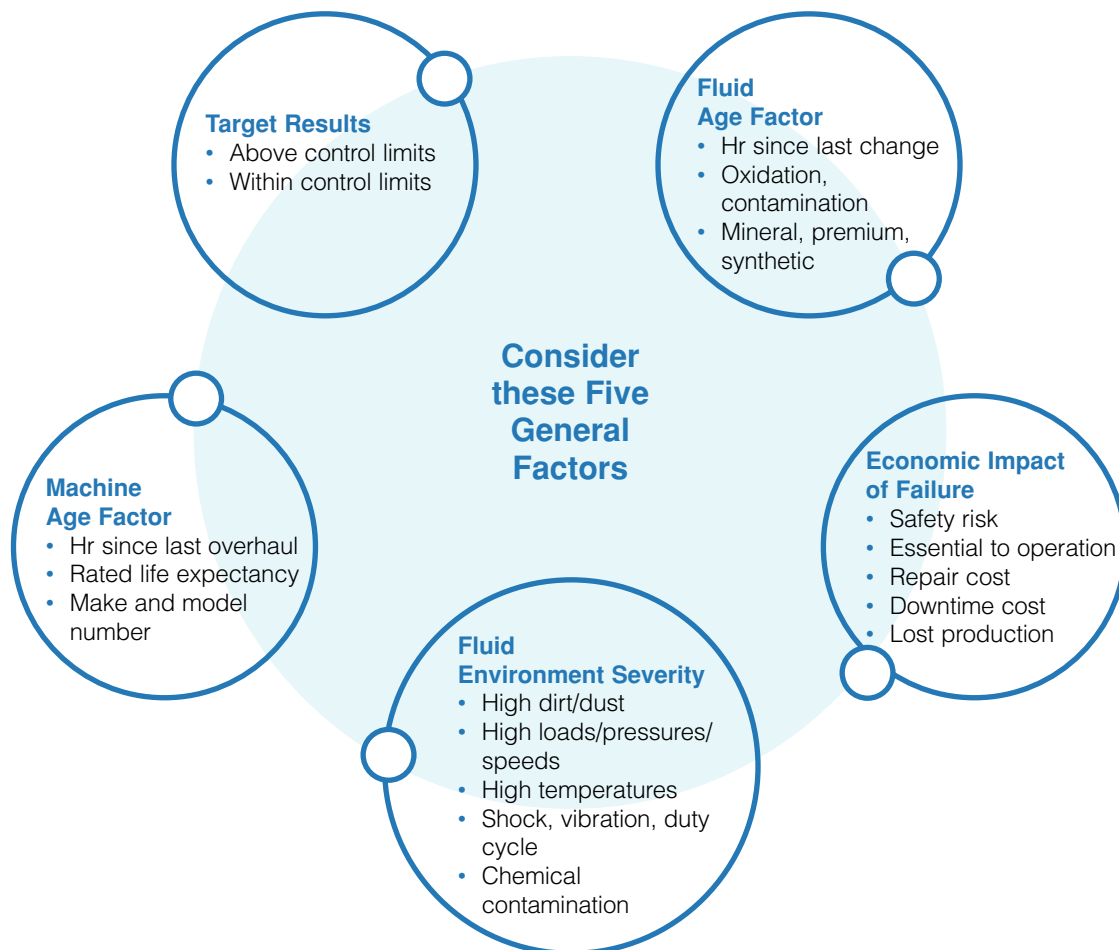 Target Results
• Above control limits
• Within control limits
Fluid
Age Factor
• Hr since last change
• Oxidation,
contamination
• Mineral, premium,
synthetic
Consider
these Five
General
Factors
Machine
Age Factor
• Hr since last overhaul
• Rated life expectancy
• Make and model
number
Economic Impact
of Failure
• Safety risk
• Essential to operation
• Repair cost
• Downtime cost
• Lost production
Fluid
Environment Severity
• High dirt/dust
• High loads/pressures/
speeds
• High temperatures
• Shock, vibration, duty
cycle
• Chemical
contamination